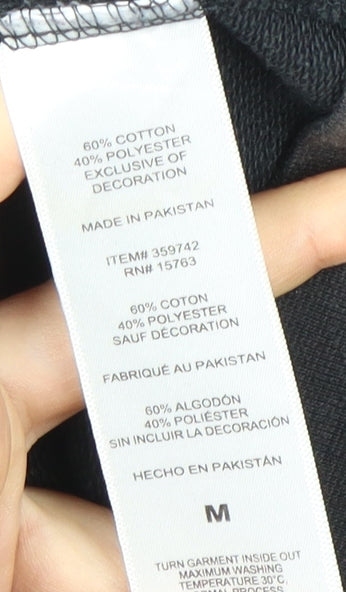 60% COTTON
40% POLYESTER
EXCLUSIVE OF
DECORATION
MADE IN PAKISTAN
ITEM# 359742
RN# 15763
60% COTON
40% POLYESTER
SAUF DÉCORATION
FABRIQUÉ AU PAKISTAN
60% ALGODÓN
40% POLIÉSTER
SIN INCLUIR LA DECORACIÓN
HECHO EN PAKISTÁN
M
TURN GARMENT INSIDE OUT
MAXIMUM WASHING
TEMPERATURE 30°C,
PROCESS